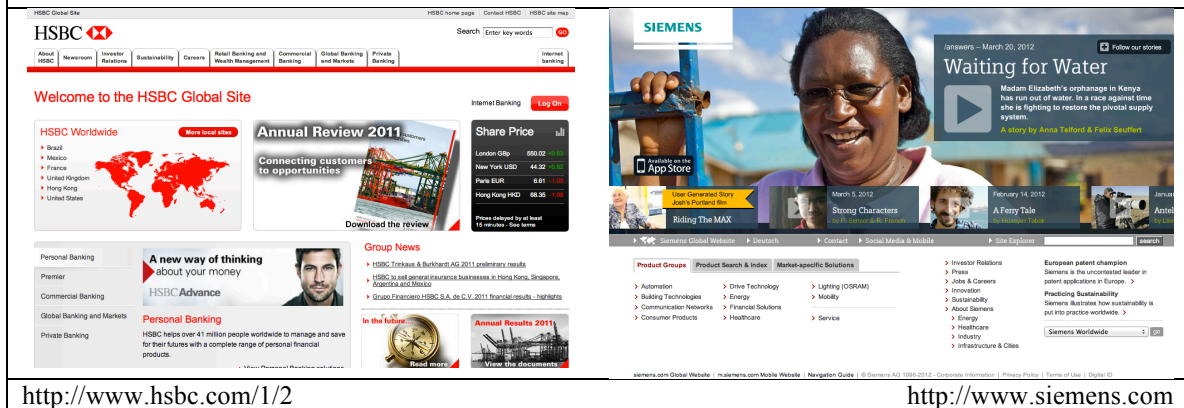 HSBC Global Site
HSBC home page | Contact HSBC | HSBC site map
HSBC
Search Enter key words GO
About HSBC
Newsroom
Investor Relations
Sustainability
Careers
Retail Banking and Wealth Management
Commercial Banking
Global Banking and Markets
Private Banking
Internet banking
Welcome to the HSBC Global Site
Internet Banking Log On
HSBC Worldwide
More local sites
Brazil
Mexico
France
United Kingdom
Hong Kong
United States
Annual Review 2011
Connecting customers
to opportunities
Download the review
Share Price
London GBp 550.02
New York USD 44.32
Paris EUR 6.61
Hong Kong HKD 68.35
Prices delayed by at least
15 minutes - See terms
Personal Banking
Premier
Commercial Banking
Global Banking and Markets
Private Banking
A new way of thinking
about your money
HSBC Advance
Personal Banking
HSBC helps over 41 million people worldwide to manage and save
for their futures with a complete range of personal financial
products.
Group News
HSBC Trinkaus & Burkhardt AG 2011 preliminary results
HSBC to sell general insurance businesses in Hong Kong, Singapore,
Argentina and Mexico
Grupo Financiero HSBC S.A. de C.V. 2011 financial results - highlights
In the future
Read more
Annual Results 2011
View the documents
http://www.hsbc.com/1/2
SIEMENS
/answers – March 20, 2012
Follow our stories
Waiting for Water
Madam Elizabeth's orphanage in Kenya
has run out of water. In a race against time
she is fighting to restore the pivotal supply
system.
A story by Anna Telford & Felix Seuffert
Available on the
App Store
User Generated Story
Josh's Portland film
Riding The MAX
March 5, 2012
Strong Characters
February 14, 2012
A Ferry Tale
by Hüseyin Tabak
Siemens Global Website
Deutsch
Contact
Social Media & Mobile
Site Explorer
search
Product Groups
Product Search & Index
Market-specific Solutions
Automation
Building Technologies
Communication Networks
Consumer Products
Drive Technology
Energy
Financial Solutions
Healthcare
Lighting (OSRAM)
Mobility
Service
Investor Relations
Press
Jobs & Careers
Innovation
Sustainability
About Siemens
Energy
Healthcare
Industry
Infrastructure & Cities
European patent champion
Siemens is the uncontested leader in
patent applications in Europe.
Practicing Sustainability
Siemens illustrates how sustainability is
put into practice worldwide.
Siemens Worldwide
go
siemens.com Global Website | m.siemens.com Mobile Website | Navigation Guide | © Siemens AG 1996-2012 - Corporate Information | Privacy Policy | Terms of Use | Digital ID
http://www.siemens.com